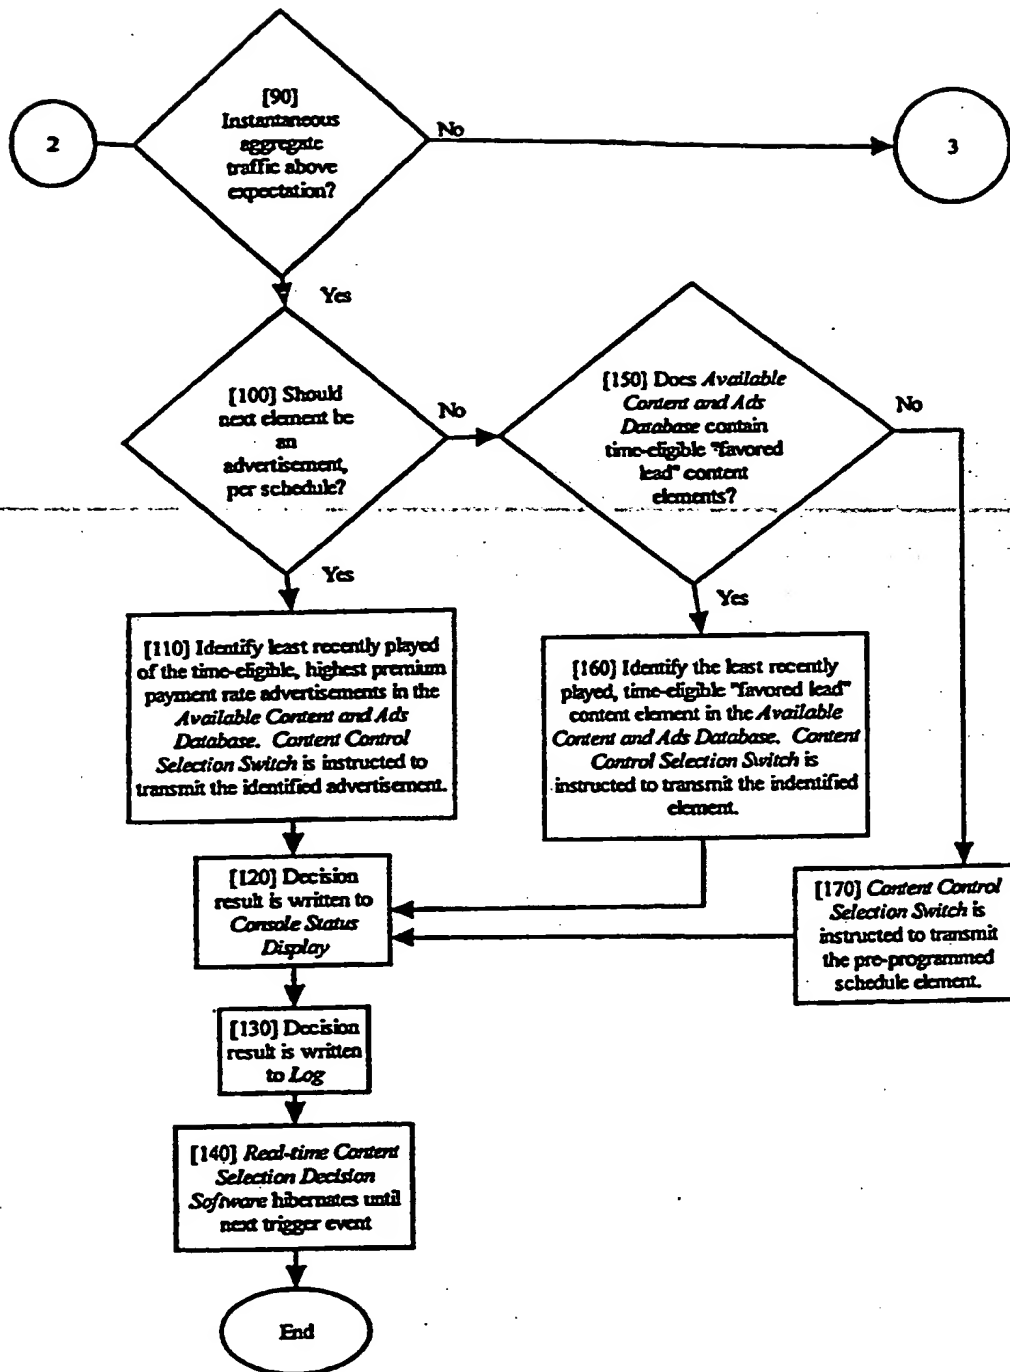 [90]
Instantaneous
aggregate
traffic above
expectation?
2
No
3
Yes
[100] Should
next element be
an
advertisement,
per schedule?
No
[150] Does Available
Content and Ads
Database contain
time-eligible "favored
lead" content
elements?
No
Yes
Yes
[110] Identify least recently played
of the time-eligible, highest premium
payment rate advertisements in the
Available Content and Ads
Database. Content Control
Selection Switch is instructed to
transmit the identified advertisement.
[160] Identify the least recently
played, time-eligible "favored lead"
content element in the Available
Content and Ads Database. Content
Control Selection Switch is
instructed to transmit the indentified
element.
[120] Decision
result is written to
Console Status
Display
[170] Content Control
Selection Switch is
instructed to transmit
the pre-programmed
schedule element.
[130] Decision
result is written
to Log
[140] Real-time Content
Selection Decision
Software hibernates until
next trigger event
End